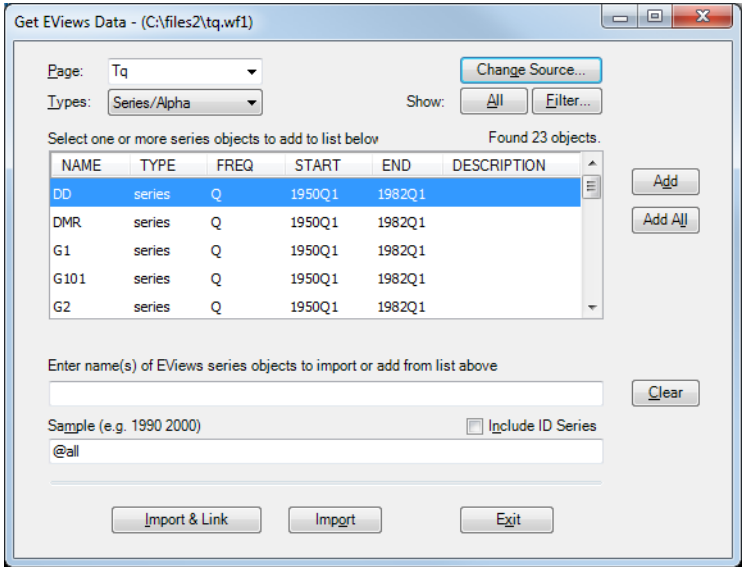 Get EViews Data - (C:\files2\tq.wf1)
Page: Tq Change Source...
Types: Series/Alpha Show: All Filter...
Select one or more series objects to add to list below Found 23 objects.
NAME TYPE FREQ START END DESCRIPTION
DD series Q 1950Q1 1982Q1
DMR series Q 1950Q1 1982Q1
G1 series Q 1950Q1 1982Q1
G101 series Q 1950Q1 1982Q1
G2 series Q 1950Q1 1982Q1
Add
Add All
Enter name(s) of EViews series objects to import or add from list above
Clear
Sample (e.g. 1990 2000) Include ID Series
@all
Import & Link Import Exit